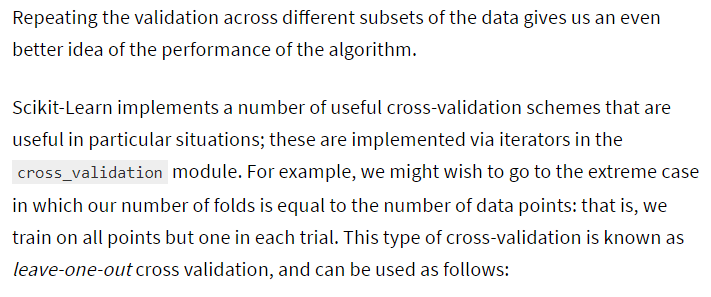 Repeating the validation across different subsets of the data gives us an even
better idea of the performance of the algorithm.
Scikit-Learn implements a number of useful cross-validation schemes that are
useful in particular situations; these are implemented via iterators in the
cross_validation module. For example, we might wish to go to the extreme case
in which our number of folds is equal to the number of data points: that is, we
train on all points but one in each trial. This type of cross-validation is known as
leave-one-out cross validation, and can be used as follows: